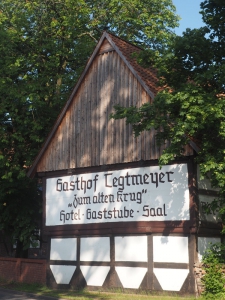 Gasthof Tegtmeyer
„Zum alten Krug"
Hotel · Gaststube · Saal